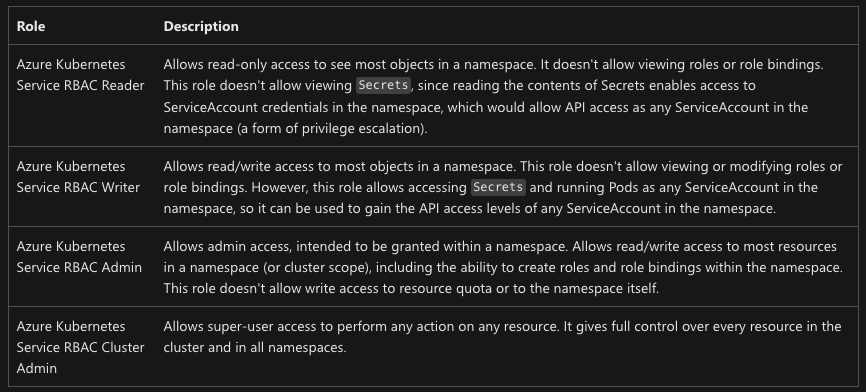 Role Description
Azure Kubernetes Allows read-only access to see most objects in a namespace. It doesn't allow viewing roles or role bindings.
Service RBAC Reader This role doesn't allow viewing Secrets, since reading the contents of Secrets enables access to
ServiceAccount credentials in the namespace, which would allow API access as any ServiceAccount in the
namespace (a form of privilege escalation).
Azure Kubernetes Allows read/write access to most objects in a namespace. This role doesn't allow viewing or modifying roles or
Service RBAC Writer role bindings. However, this role allows accessing Secrets and running Pods as any ServiceAccount in the
namespace, so it can be used to gain the API access levels of any ServiceAccount in the namespace.
Azure Kubernetes Allows admin access, intended to be granted within a namespace. Allows read/write access to most resources
Service RBAC Admin in a namespace (or cluster scope), including the ability to create roles and role bindings within the namespace.
This role doesn't allow write access to resource quota or to the namespace itself.
Azure Kubernetes Allows super-user access to perform any action on any resource. It gives full control over every resource in the
Service RBAC Cluster cluster and in all namespaces.
Admin